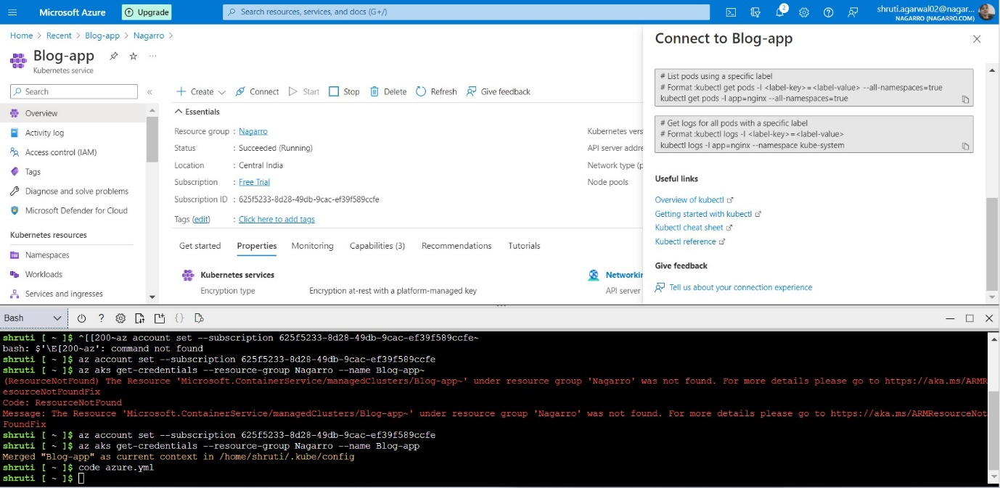 Microsoft Azure
Upgrade
Search resources, services, and docs (G+/)
2
shruti.agarwal02@nagar...
NAGARRO (NAGARRO.COM)
Home > Recent > Blog-app > Nagarro >
Blog-app
Kubernetes service
Search
Overview
Activity log
Access control (IAM)
Tags
Diagnose and solve problems
Microsoft Defender for Cloud
Kubernetes resources
Namespaces
Workloads
Services and ingresses
Create
Connect
Start
Stop
Delete
Refresh
Give feedback
Essentials
Resource group : Nagarro
Status : Succeeded (Running)
Location : Central India
Subscription : Free Trial
Subscription ID : 625f5233-8d28-49db-9cac-ef39f589ccfe
Tags (edit) : Click here to add tags
Kubernetes vers
API server addre
Network type (p
Node pools
Get started
Properties
Monitoring
Capabilities (3)
Recommendations
Tutorials
Kubernetes services
Encryption type Encryption at-rest with a platform-managed key
Networkin
API server
Connect to Blog-app
# List pods using a specific label
# Format :kubectl get pods -l <label-key>=<label-value> --all-namespaces=true
kubectl get pods -l app=nginx --all-namespaces=true
# Get logs for all pods with a specific label
# Format :kubectl logs -l <label-key>=<label-value>
kubectl logs -l app=nginx --namespace kube-system
Useful links
Overview of kubectl
Getting started with kubectl
Kubectl cheat sheet
Kubectl reference
Give feedback
Tell us about your connection experience
Bash
shruti [ ~ ]$ ^[[200~az account set --subscription 625f5233-8d28-49db-9cac-ef39f589ccfe~
bash: $'\E[200~az': command not found
shruti [ ~ ]$ az account set --subscription 625f5233-8d28-49db-9cac-ef39f589ccfe
shruti [ ~ ]$ az aks get-credentials --resource-group Nagarro --name Blog-app~
(ResourceNotFound) The Resource 'Microsoft.ContainerService/managedClusters/Blog-app~' under resource group 'Nagarro' was not found. For more details please go to https://aka.ms/ARMR
esourceNotFoundFix
Code: ResourceNotFound
Message: The Resource 'Microsoft.ContainerService/managedClusters/Blog-app~' under resource group 'Nagarro' was not found. For more details please go to https://aka.ms/ARMResourceNot
FoundFix
shruti [ ~ ]$ az account set --subscription 625f5233-8d28-49db-9cac-ef39f589ccfe
shruti [ ~ ]$ az aks get-credentials --resource-group Nagarro --name Blog-app
Merged "Blog-app" as current context in /home/shruti/.kube/config
shruti [ ~ ]$ code azure.yml
shruti [ ~ ]$